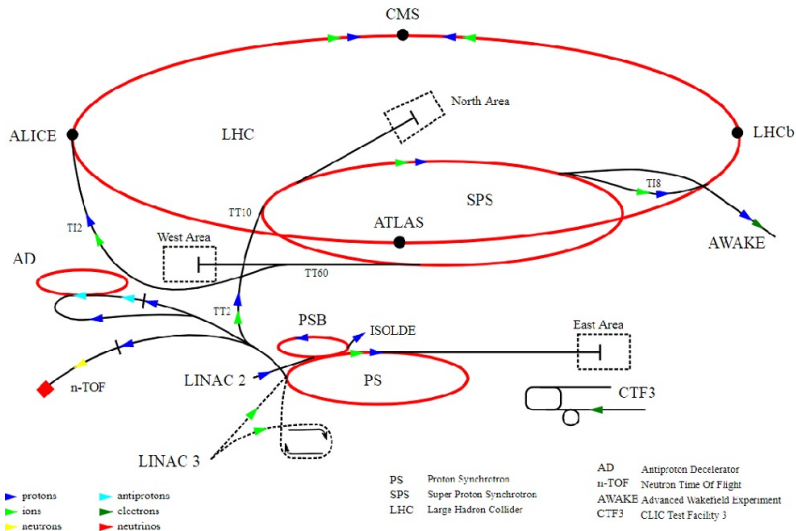 CMS
North Area
ALICE
LHC
LHCb
TI8
SPS
TT10
ATLAS
TI2
West Area
AWAKE
AD
TT60
TT2
PSB
ISOLDE
East Area
LINAC 2
PS
n-TOF
CTF3
LINAC 3
protons
ions
neutrons
antiprotons
electrons
neutrinos
PS Proton Synchrotron
SPS Super Proton Synchrotron
LHC Large Hadron Collider
AD Antiproton Decelerator
n-TOF Neutron Time Of Flight
AWAKE Advanced Wakefield Experiment
CTF3 CLIC Test Facility 3